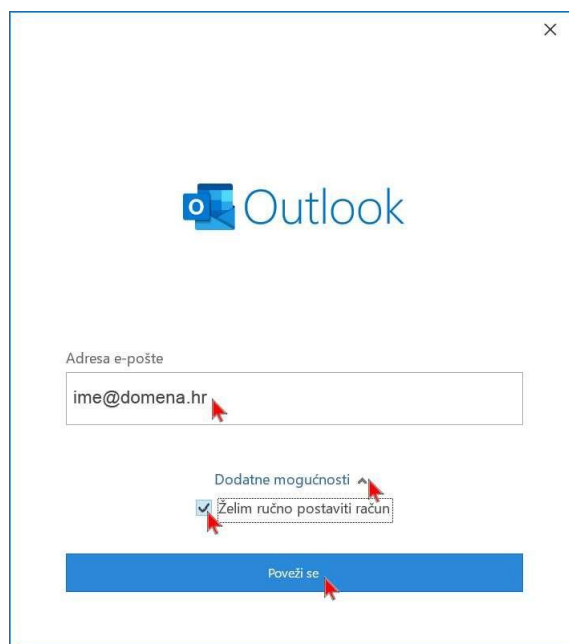 Outlook
Adresa e-pošte
ime@domena.hr
Dodatne mogućnosti
Želim ručno postaviti račun
Poveži se